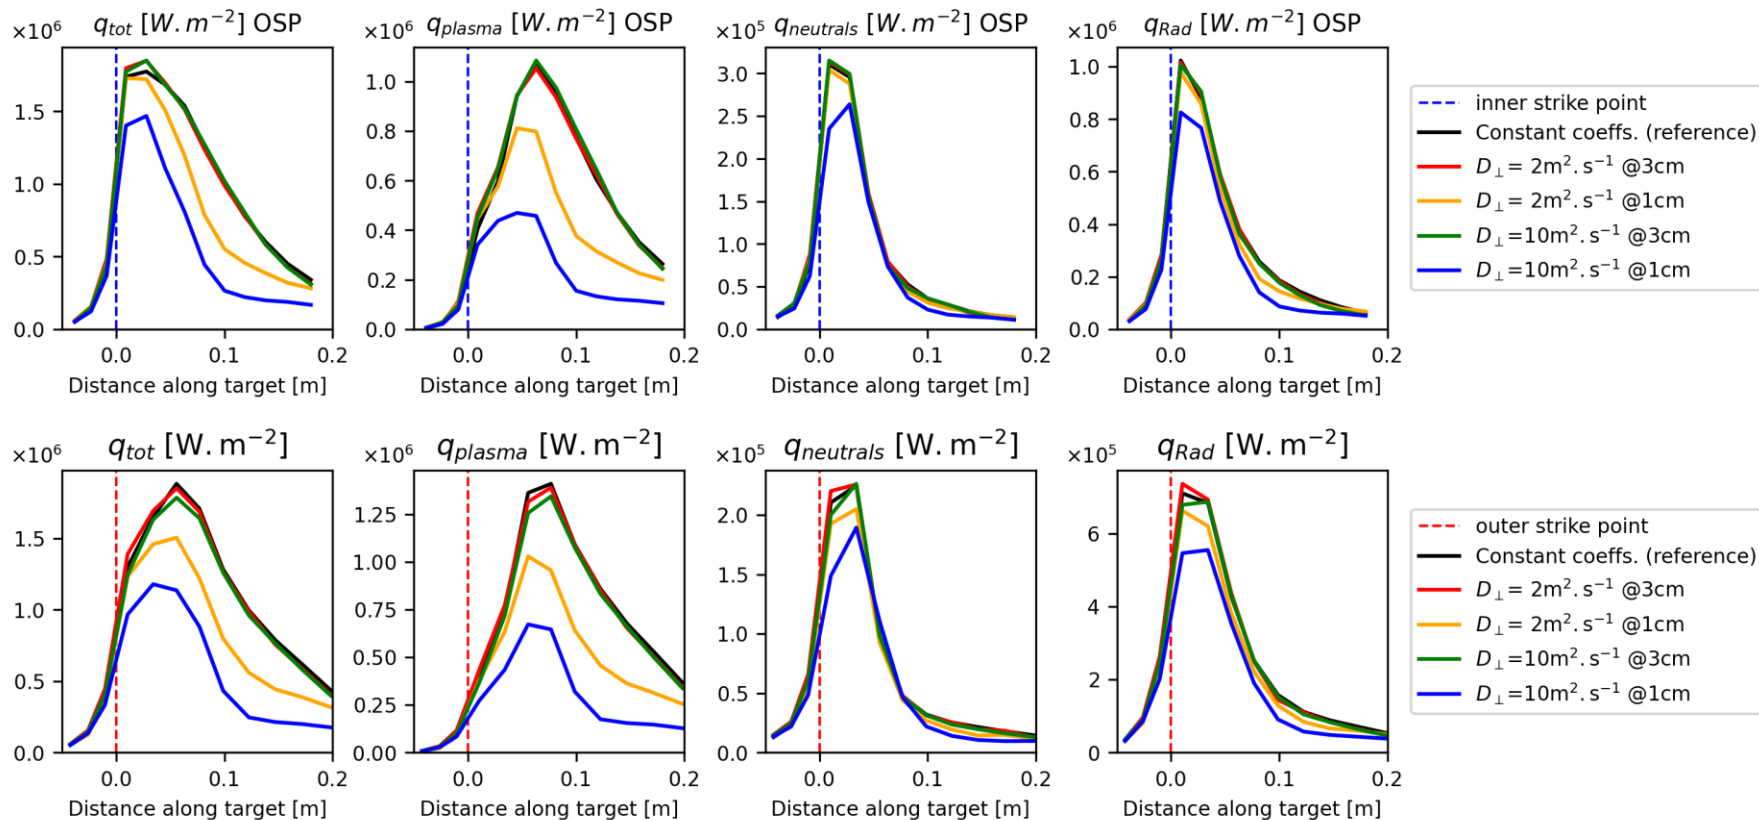 q_tot [W.m⁻²] OSP
×10⁶
1.5
1.0
0.5
0.0
0.0 0.1 0.2
Distance along target [m]
q_plasma [W.m⁻²] OSP
×10⁶
1.0
0.8
0.6
0.4
0.2
0.0
0.0 0.1 0.2
Distance along target [m]
q_neutrals [W.m⁻²] OSP
×10⁵
3.0
2.5
2.0
1.5
1.0
0.5
0.0
0.0 0.1 0.2
Distance along target [m]
q_Rad [W.m⁻²] OSP
×10⁶
1.0
0.8
0.6
0.4
0.2
0.0
0.0 0.1 0.2
Distance along target [m]
inner strike point
Constant coeffs. (reference)
D⊥= 2m².s⁻¹ @3cm
D⊥= 2m².s⁻¹ @1cm
D⊥=10m².s⁻¹ @3cm
D⊥=10m².s⁻¹ @1cm
q_tot [W.m⁻²]
×10⁶
1.5
1.0
0.5
0.0
0.0 0.1 0.2
Distance along target [m]
q_plasma [W.m⁻²]
×10⁶
1.25
1.00
0.75
0.50
0.25
0.00
0.0 0.1 0.2
Distance along target [m]
q_neutrals [W.m⁻²]
×10⁵
2.0
1.5
1.0
0.5
0.0
0.0 0.1 0.2
Distance along target [m]
q_Rad [W.m⁻²]
×10⁵
6
4
2
0
0.0 0.1 0.2
Distance along target [m]
outer strike point
Constant coeffs. (reference)
D⊥= 2m².s⁻¹ @3cm
D⊥= 2m².s⁻¹ @1cm
D⊥=10m².s⁻¹ @3cm
D⊥=10m².s⁻¹ @1cm